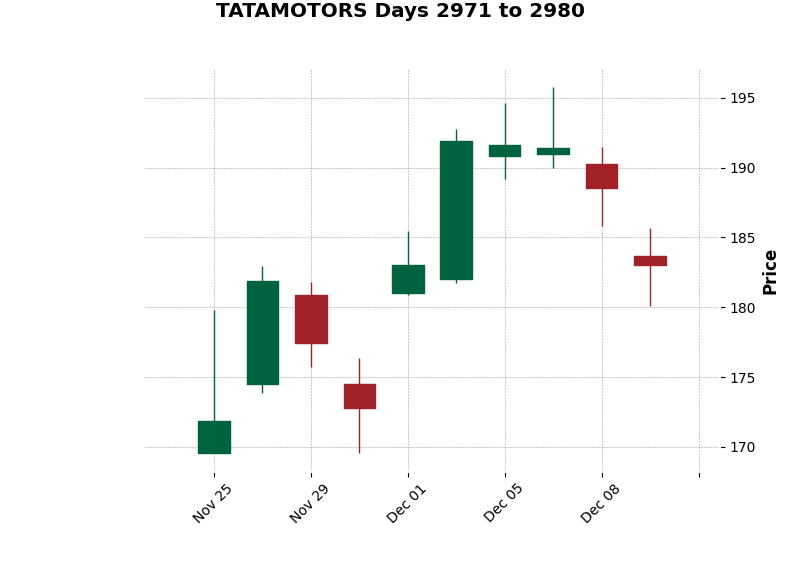 TATAMOTORS Days 2971 to 2980
195
190
185
180
175
170
Price
Nov 25
Nov 29
Dec 01
Dec 05
Dec 08